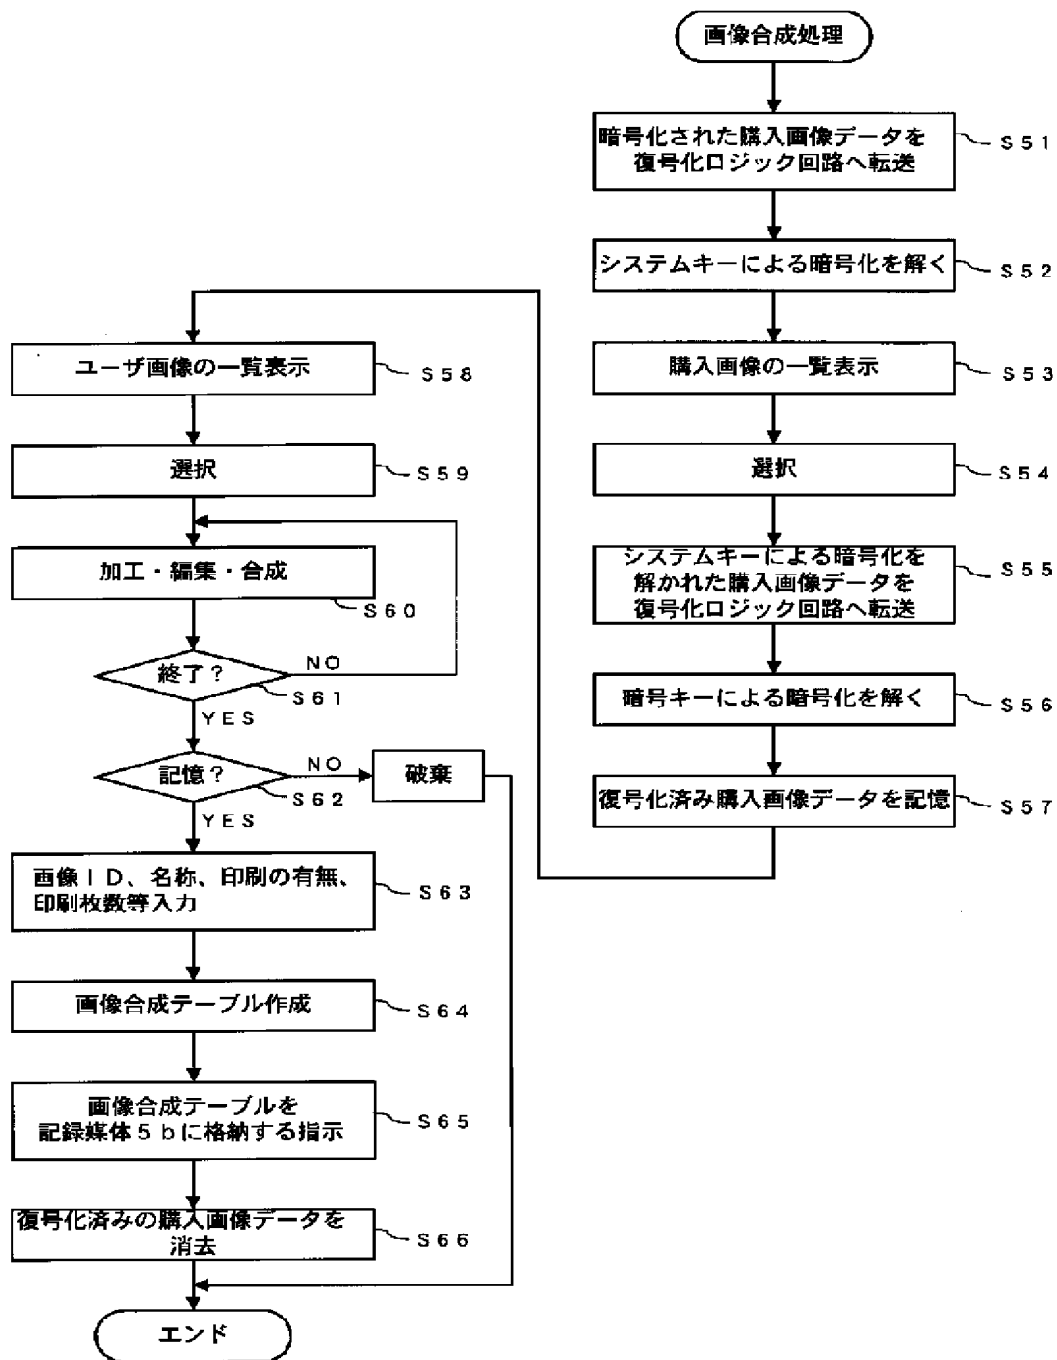 画像合成処理
暗号化された購入画像データを
復号化ロジック回路へ転送
S51
システムキーによる暗号化を解く
S52
購入画像の一覧表示
S53
選択
S54
システムキーによる暗号化を
解かれた購入画像データを
復号化ロジック回路へ転送
S55
暗号キーによる暗号化を解く
S56
復号化済み購入画像データを記憶
S57
ユーザ画像の一覧表示
S58
選択
S59
加工・編集・合成
S60
終了?
NO
S61
YES
記憶?
NO
破棄
S62
YES
画像ID、名称、印刷の有無、
印刷枚数等入力
S63
画像合成テーブル作成
S64
画像合成テーブルを
記録媒体5bに格納する指示
S65
復号化済みの購入画像データを
消去
S66
エンド